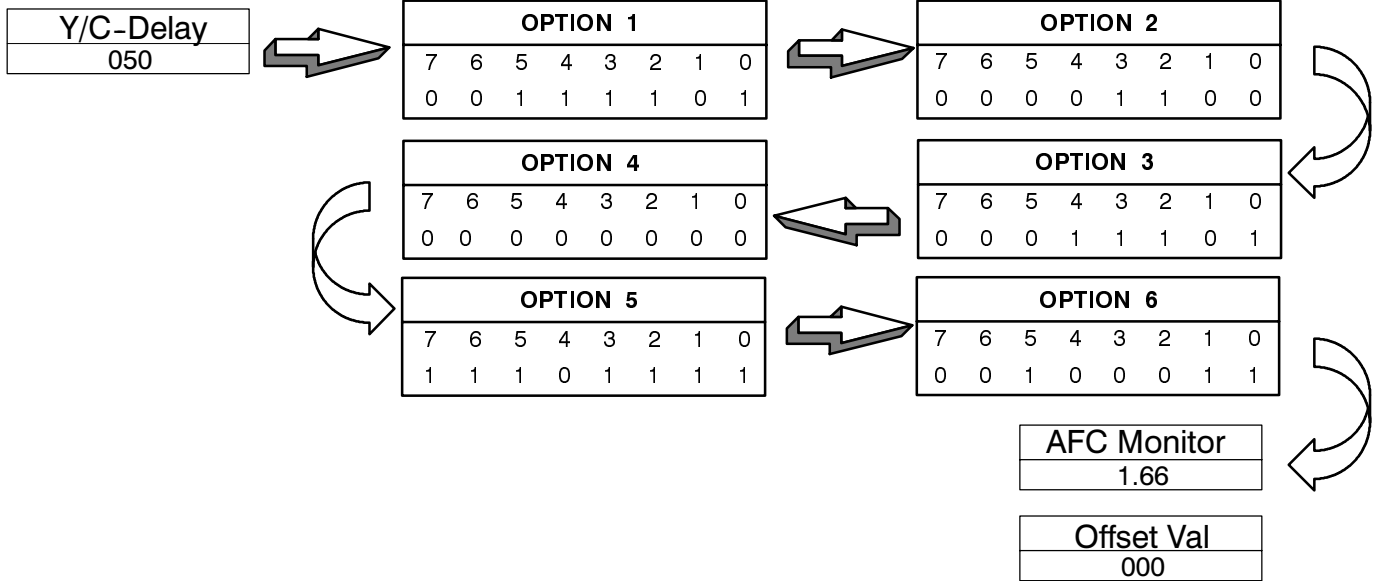 Y/C-Delay
050
OPTION 1
7 6 5 4 3 2 1 0
0 0 1 1 1 1 0 1
OPTION 2
7 6 5 4 3 2 1 0
0 0 0 0 1 1 0 0
OPTION 3
7 6 5 4 3 2 1 0
0 0 0 1 1 1 0 1
OPTION 4
7 6 5 4 3 2 1 0
0 0 0 0 0 0 0 0
OPTION 5
7 6 5 4 3 2 1 0
1 1 1 0 1 1 1 1
OPTION 6
7 6 5 4 3 2 1 0
0 0 1 0 0 0 1 1
AFC Monitor
1.66
Offset Val
000